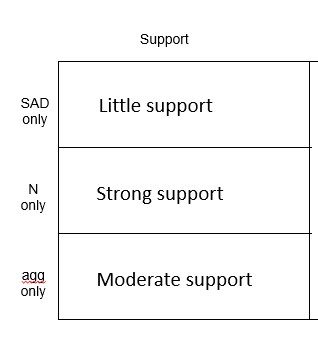 Support
SAD
only
Little support
N
only
Strong support
agg
only
Moderate support